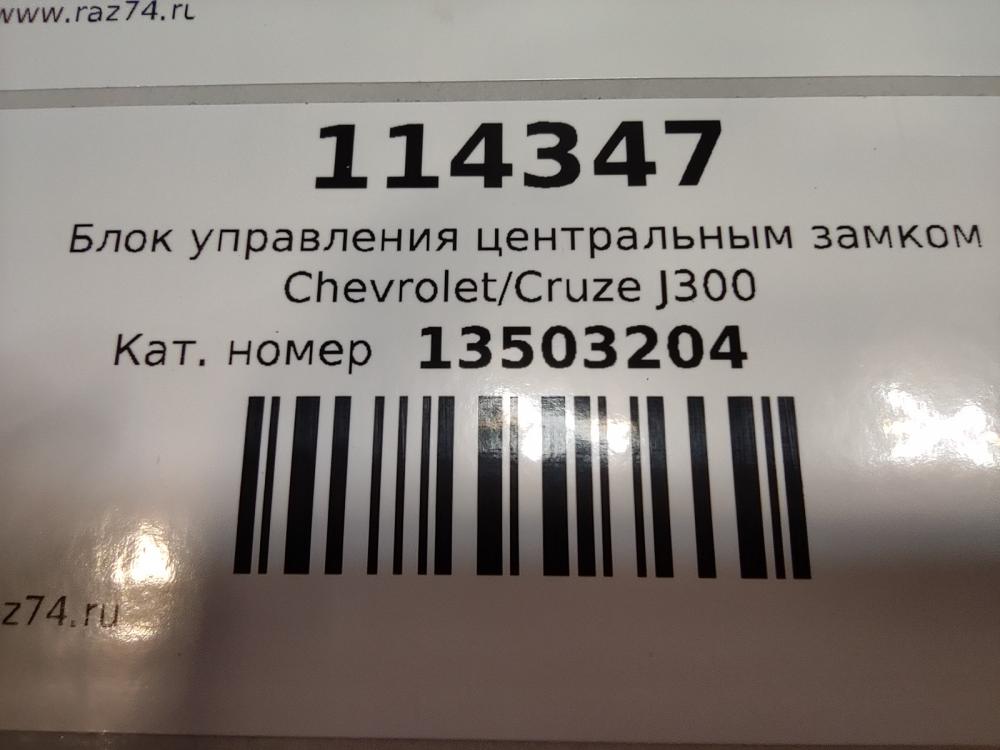 www.raz74.ru
114347
Блок управления центральным замком
Chevrolet/Cruze J300
Кат. номер 13503204
z74.ru